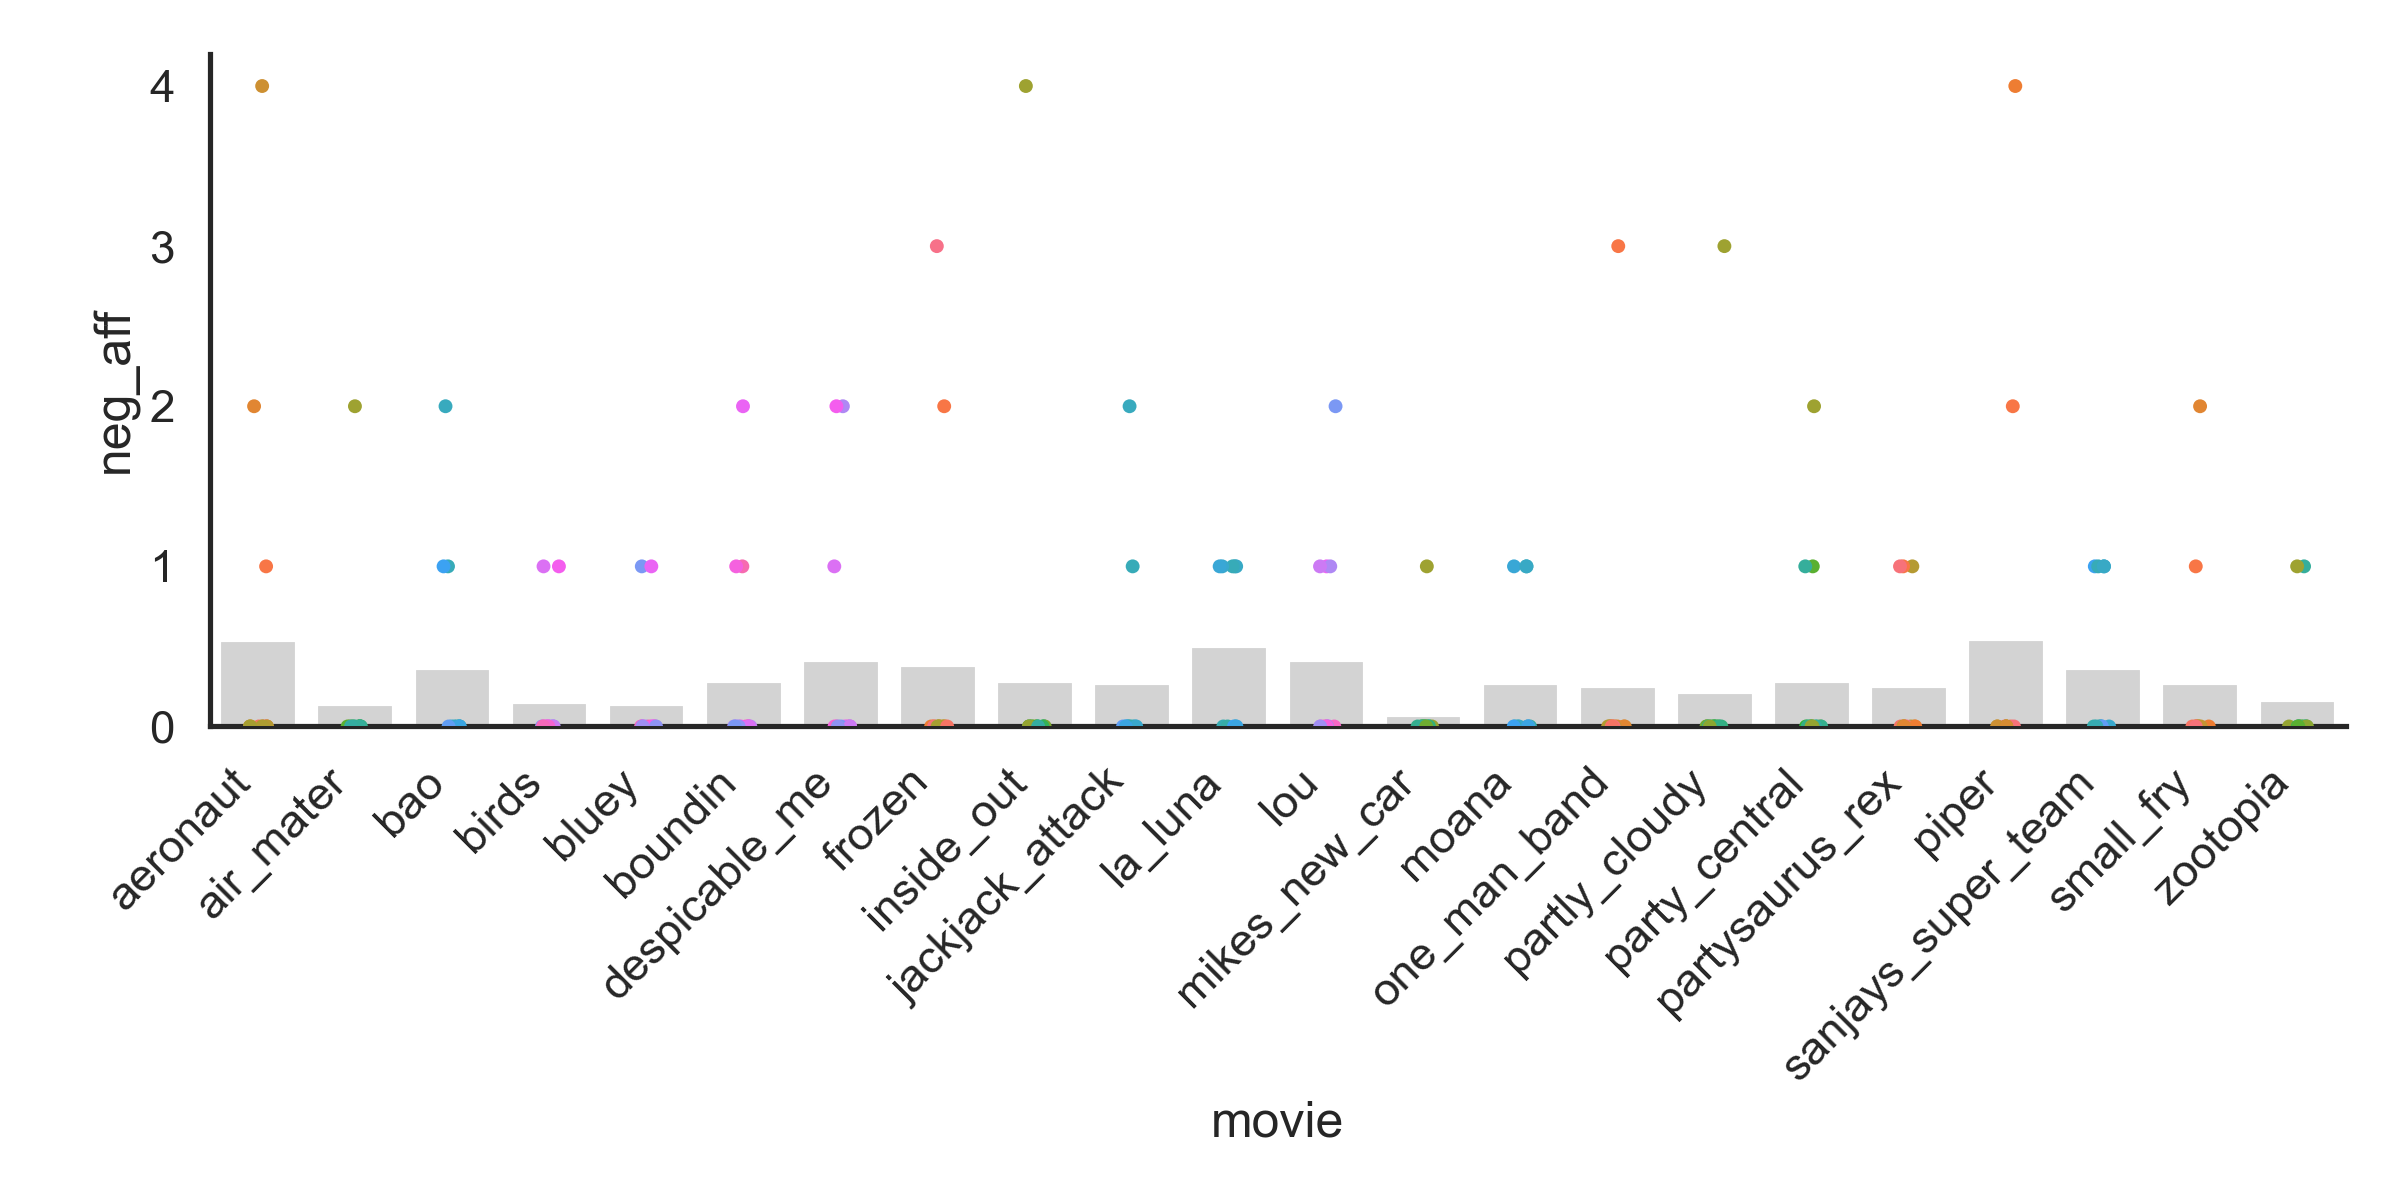 4
3
2
1
0
neg_aff
aeronaut
air_mater
bao
birds
bluey
boundin
despicable_me
frozen
inside_out
jackjack_attack
la_luna
lou
mikes_new_car
moana
one_man_band
partly_cloudy
party_central
partysaurus_rex
piper
sanjays_super_team
small_fry
zootopia
movie